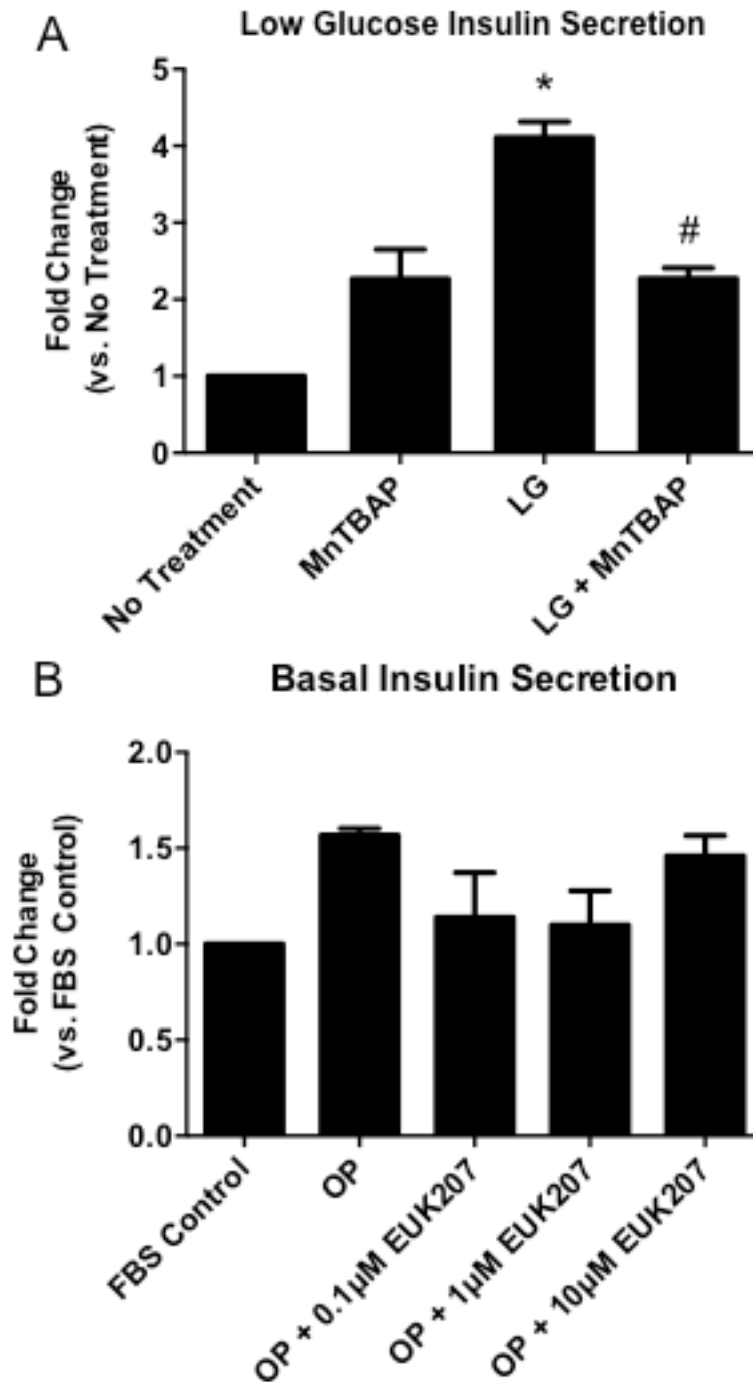 A
Low Glucose Insulin Secretion
Fold Change
(vs. No Treatment)
5
4
3
2
1
0
*
#
No Treatment
MnTBAP
LG
LG + MnTBAP
B
Basal Insulin Secretion
Fold Change
(vs. FBS Control)
2.0
1.5
1.0
0.5
0.0
FBS Control
OP
OP + 0.1µM EUK207
OP + 1µM EUK207
OP + 10µM EUK207